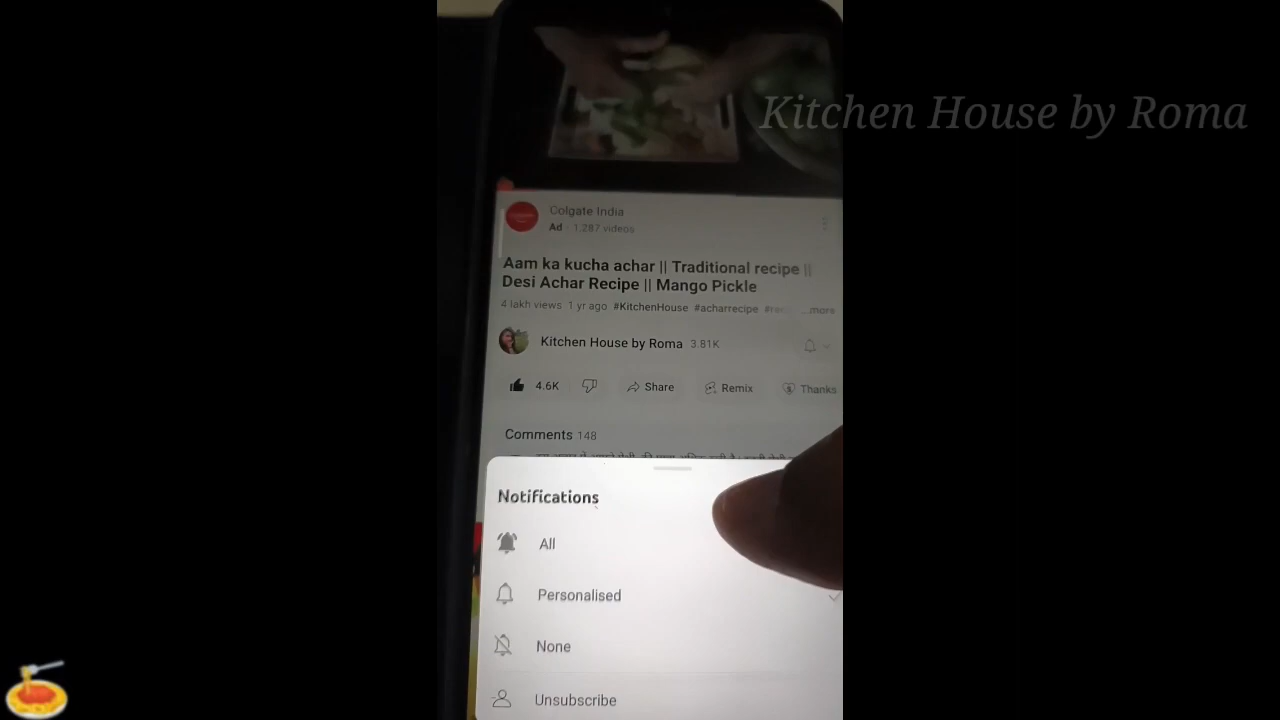 Kitchen House by Roma
Colgate India
Ad · 1,287 videos
Aam ka kucha achar || Traditional recipe ||
Desi Achar Recipe || Mango Pickle
4 lakh views 1 yr ago #KitchenHouse #acharrecipe ...more
Kitchen House by Roma 3.81K
4.6K Share Remix Thanks
Comments 148
Notifications
All
Personalised
None
Unsubscribe